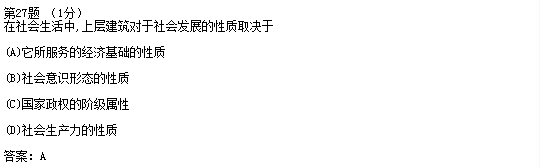 第27题 （1分）
在社会生活中,上层建筑对于社会发展的性质取决于
(A)它所服务的经济基础的性质
(B)社会意识形态的性质
(C)国家政权的阶级属性
(D)社会生产力的性质
答案: A